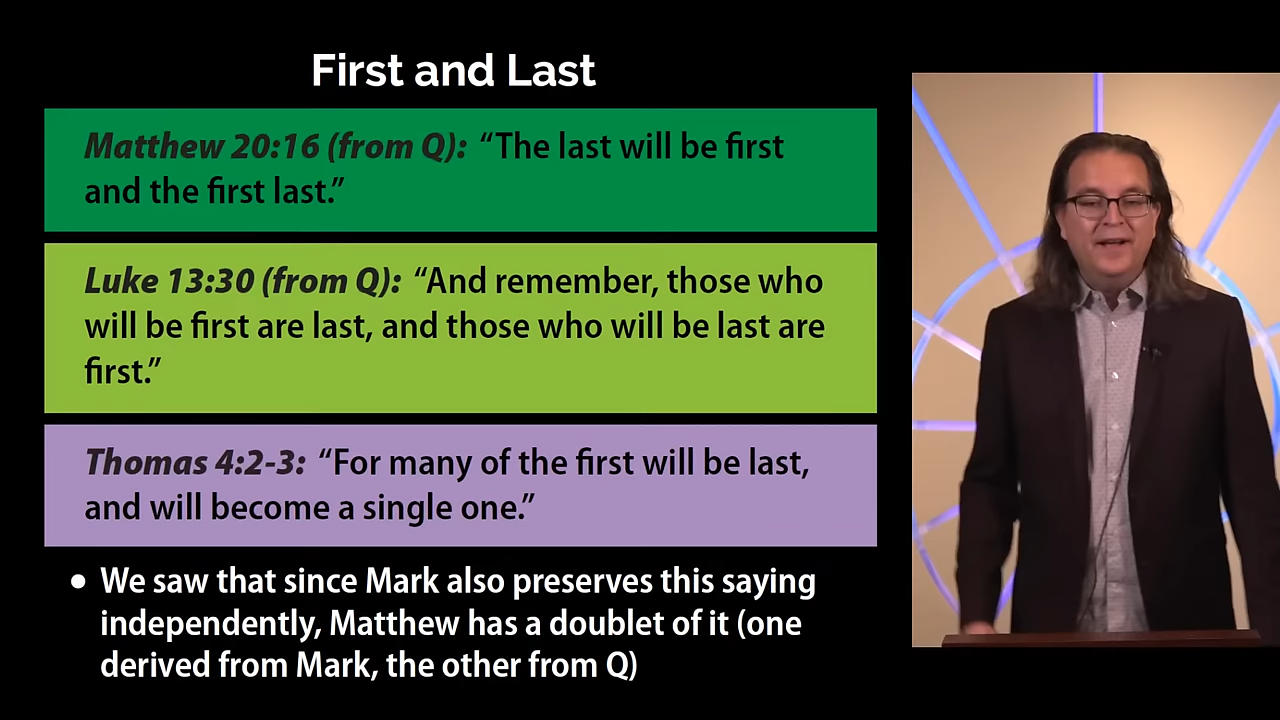 First and Last
Matthew 20:16 (from Q): “The last will be first
and the first last.”
Luke 13:30 (from Q): “And remember, those who
will be first are last, and those who will be last are
first.”
Thomas 4:2-3: “For many of the first will be last,
and will become a single one.”
• We saw that since Mark also preserves this saying
independently, Matthew has a doublet of it (one
derived from Mark, the other from Q)